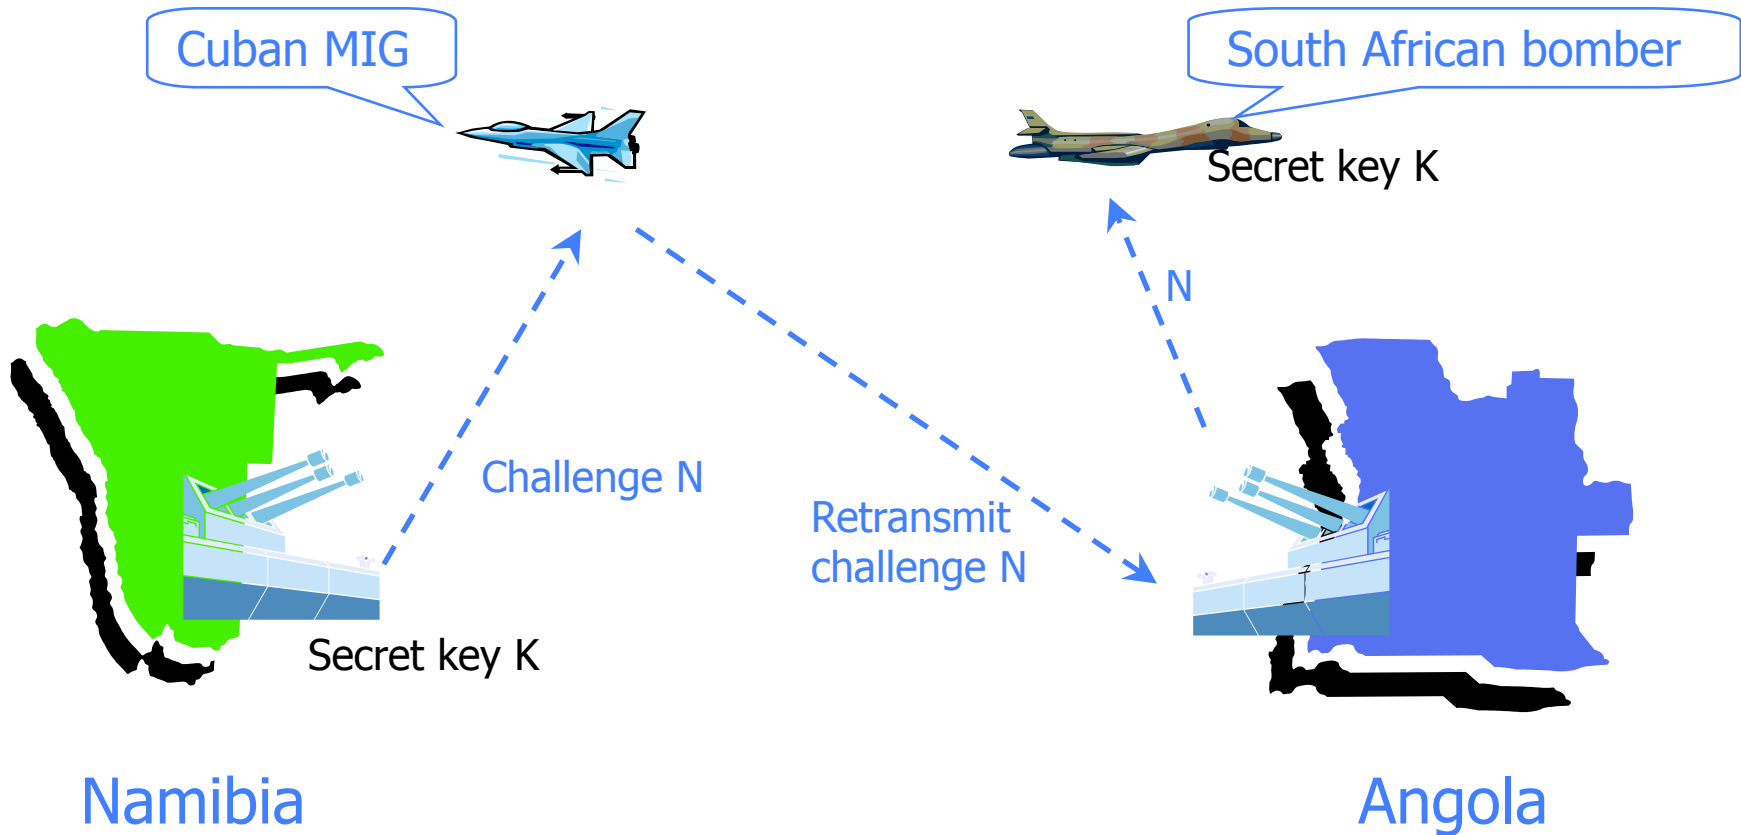 Cuban MIG
South African bomber
Secret key K
N
Challenge N
Retransmit
challenge N
Secret key K
Namibia
Angola